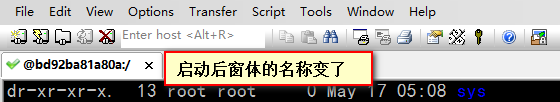 File Edit View Options Transfer Script Tools Window Help
Enter host <Alt+R>
@bd92ba81a80a:/ ×
启动后窗体的名称变了
dr-xr-xr-x. 13 root root 0 May 17 05:08 sys